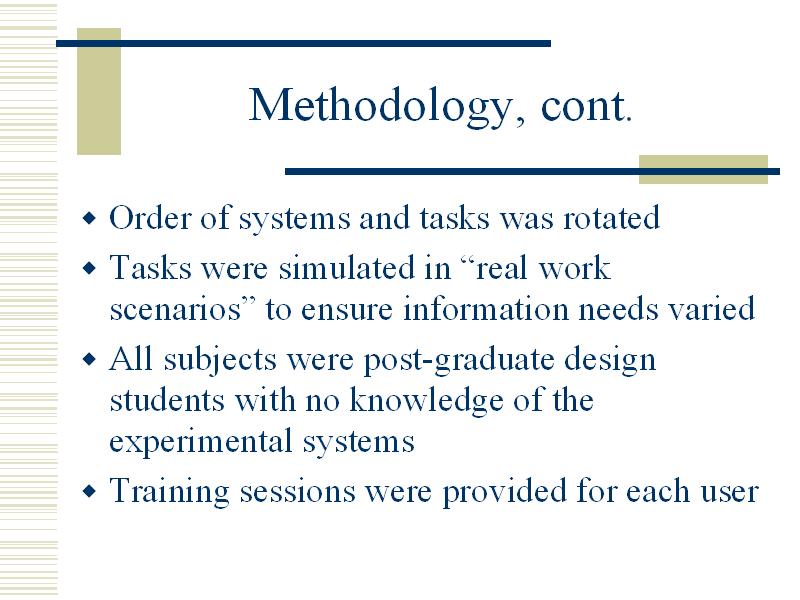 Methodology, cont.
◆ Order of systems and tasks was rotated
◆ Tasks were simulated in “real work
scenarios” to ensure information needs varied
◆ All subjects were post-graduate design
students with no knowledge of the
experimental systems
◆ Training sessions were provided for each user